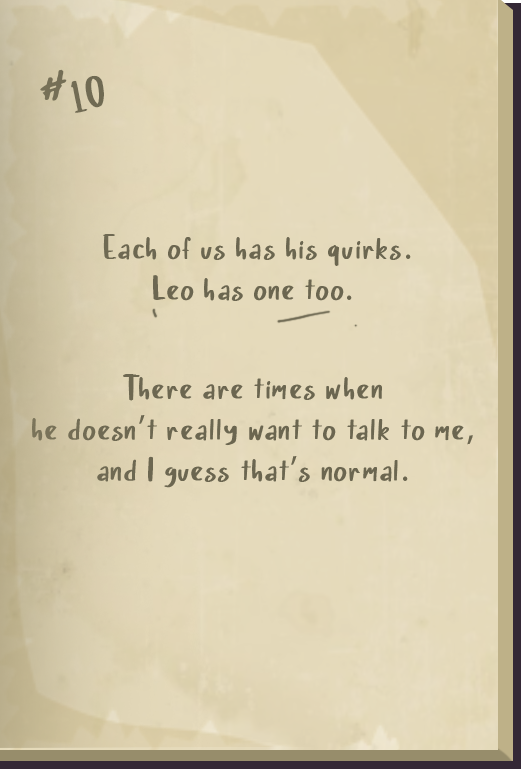 #10
Each of us has his quirks.
Leo has one too.
There are times when
he doesn't really want to talk to me,
and I guess that's normal.